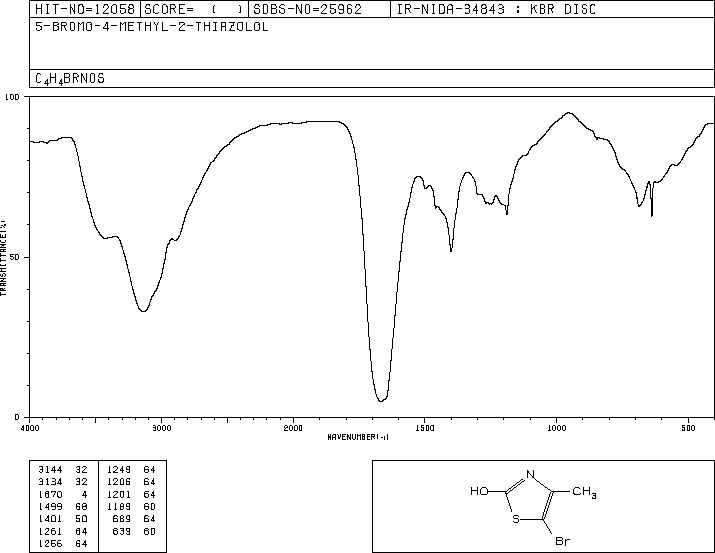 HIT-NO=12058 SCORE= ( ) SDBS-NO=25962 IR-NIDA-34843 : KBR DISC
5-BROMO-4-METHYL-2-THIAZOLOL
C4H4BRNOS
100
50
0
TRANSMITTANCE(%)
4000 3000 2000 1500 1000 500
WAVENUMBER(-1)
3144 32 1249 64
3134 32 1206 64
1670 4 1201 64
1499 68 1189 60
1401 50 689 64
1261 64 639 60
1256 64
HO N CH3
S Br